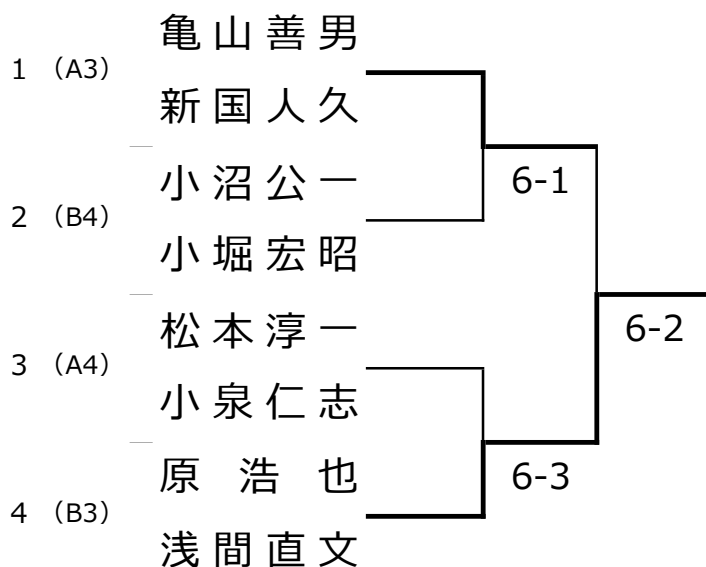 亀山善男
1 （A3）
新国人久
6-1
小沼公一
2 （B4）
小堀宏昭
6-2
松本淳一
3 （A4）
小泉仁志
6-3
原 浩 也
4 （B3）
浅間直文